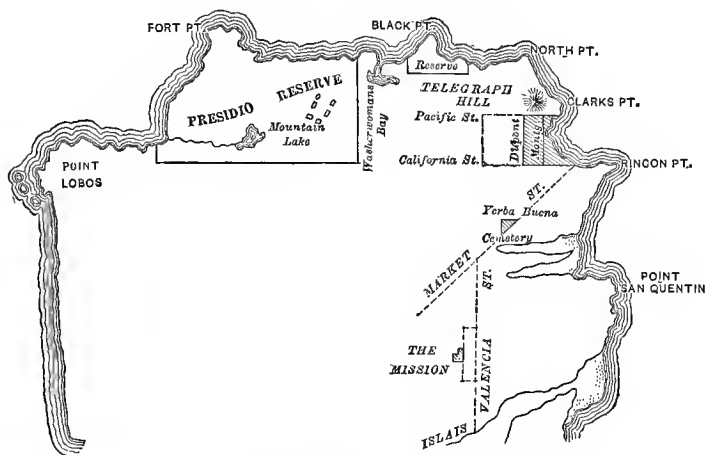 BLACK PT.
FORT PT.
NORTH PT.
Reserve
PRESIDIO RESERVE
TELEGRAPH
HILL
CLARKS PT.
Mountain
Lake
Washerwomans
Bay
Pacific St.
Dupont
Montg
California St.
POINT
LOBOS
RINCON PT.
MARKET ST.
Yerba Buena
Cemetery
POINT
SAN QUENTIN
THE
MISSION
VALENCIA ST.
ISLAIS